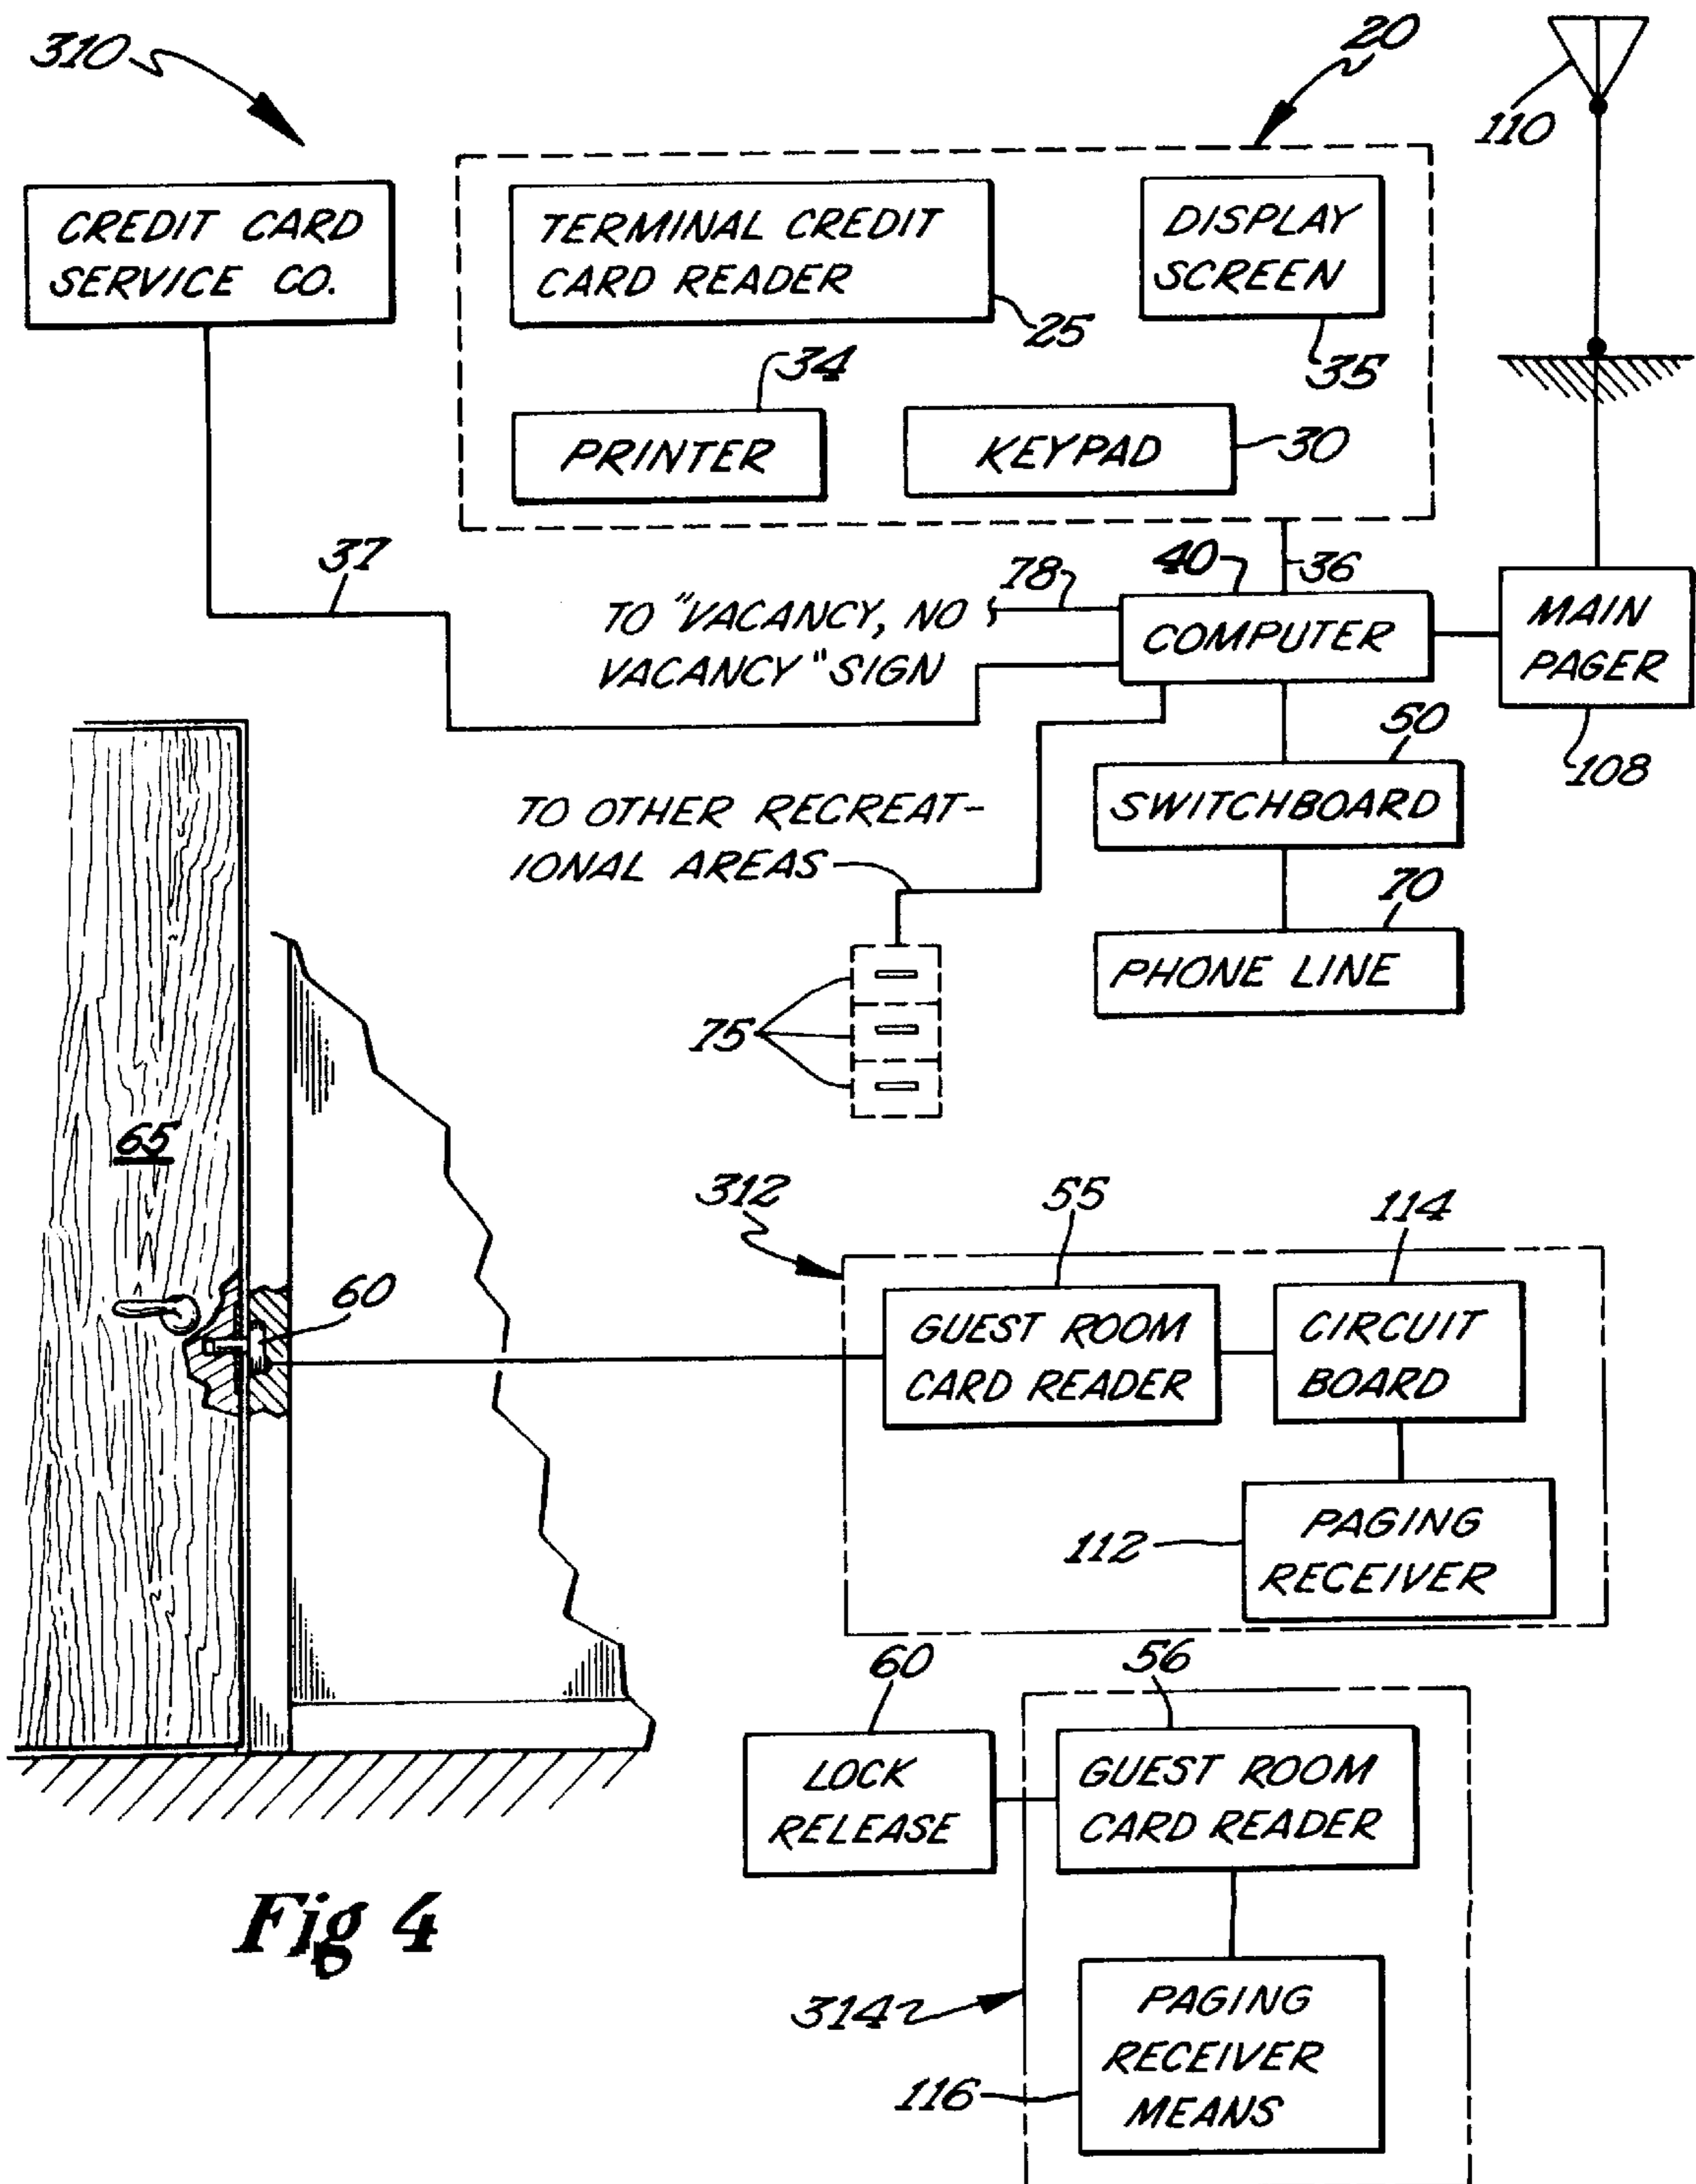 310
20
110
CREDIT CARD
SERVICE CO.
TERMINAL CREDIT
CARD READER
25
DISPLAY
SCREEN
35
34
PRINTER
KEYPAD
30
37
TO "VACANCY, NO
VACANCY" SIGN
78
40
36
COMPUTER
MAIN
PAGER
108
50
SWITCHBOARD
TO OTHER RECREAT-
IONAL AREAS
70
PHONE LINE
75
65
312
55
114
60
GUEST ROOM
CARD READER
CIRCUIT
BOARD
112
PAGING
RECEIVER
60
56
LOCK
RELEASE
GUEST ROOM
CARD READER
Fig 4
314
PAGING
RECEIVER
MEANS
116